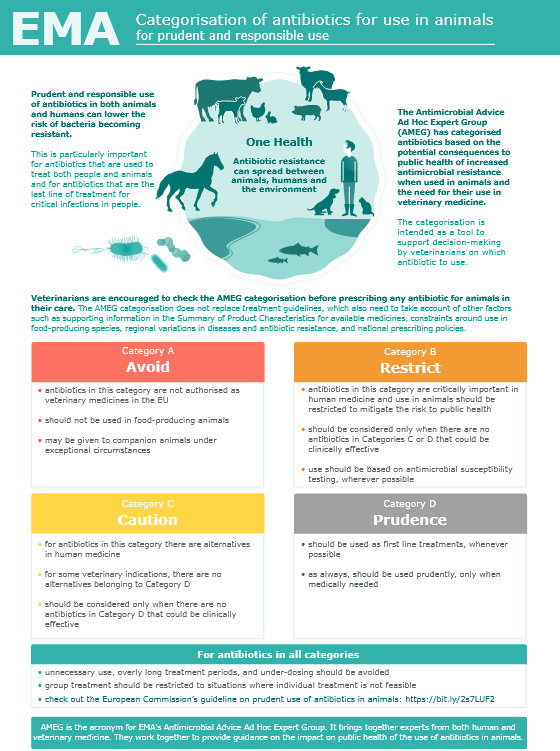 EMA
Categorisation of antibiotics for use in animals
for prudent and responsible use
Prudent and responsible use
of antibiotics in both animals
and humans can lower the
risk of bacteria becoming
resistant.
This is particularly important
for antibiotics that are used to
treat both people and animals
and for antibiotics that are the
last line of treatment for
critical infections in people.
One Health
Antibiotic resistance
can spread between
animals, humans and
the environment
The Antimicrobial Advice
Ad Hoc Expert Group
(AMEG) has categorised
antibiotics based on the
potential consequences to
public health of increased
antimicrobial resistance
when used in animals and
the need for their use in
veterinary medicine.
The categorisation is
intended as a tool to
support decision-making
by veterinarians on which
antibiotic to use.
Veterinarians are encouraged to check the AMEG categorisation before prescribing any antibiotic for animals in
their care. The AMEG categorisation does not replace treatment guidelines, which also need to take account of other factors
such as supporting information in the Summary of Product Characteristics for available medicines, constraints around use in
food-producing species, regional variations in diseases and antibiotic resistance, and national prescribing policies.
Category A
Avoid
• antibiotics in this category are not authorised as
veterinary medicines in the EU
• should not be used in food-producing animals
• may be given to companion animals under
exceptional circumstances
Category B
Restrict
• antibiotics in this category are critically important in
human medicine and use in animals should be
restricted to mitigate the risk to public health
• should be considered only when there are no
antibiotics in Categories C or D that could be
clinically effective
• use should be based on antimicrobial susceptibility
testing, wherever possible
Category C
Caution
• for antibiotics in this category there are alternatives
in human medicine
• for some veterinary indications, there are no
alternatives belonging to Category D
• should be considered only when there are no
antibiotics in Category D that could be clinically
effective
Category D
Prudence
• should be used as first line treatments, whenever
possible
• as always, should be used prudently, only when
medically needed
For antibiotics in all categories
• unnecessary use, overly long treatment periods, and under-dosing should be avoided
• group treatment should be restricted to situations where individual treatment is not feasible
• check out the European Commission's guideline on prudent use of antibiotics in animals: https://bit.ly/2s7LUF2
AMEG is the acronym for EMA's Antimicrobial Advice Ad Hoc Expert Group. It brings together experts from both human and
veterinary medicine. They work together to provide guidance on the impact on public health of the use of antibiotics in animals.